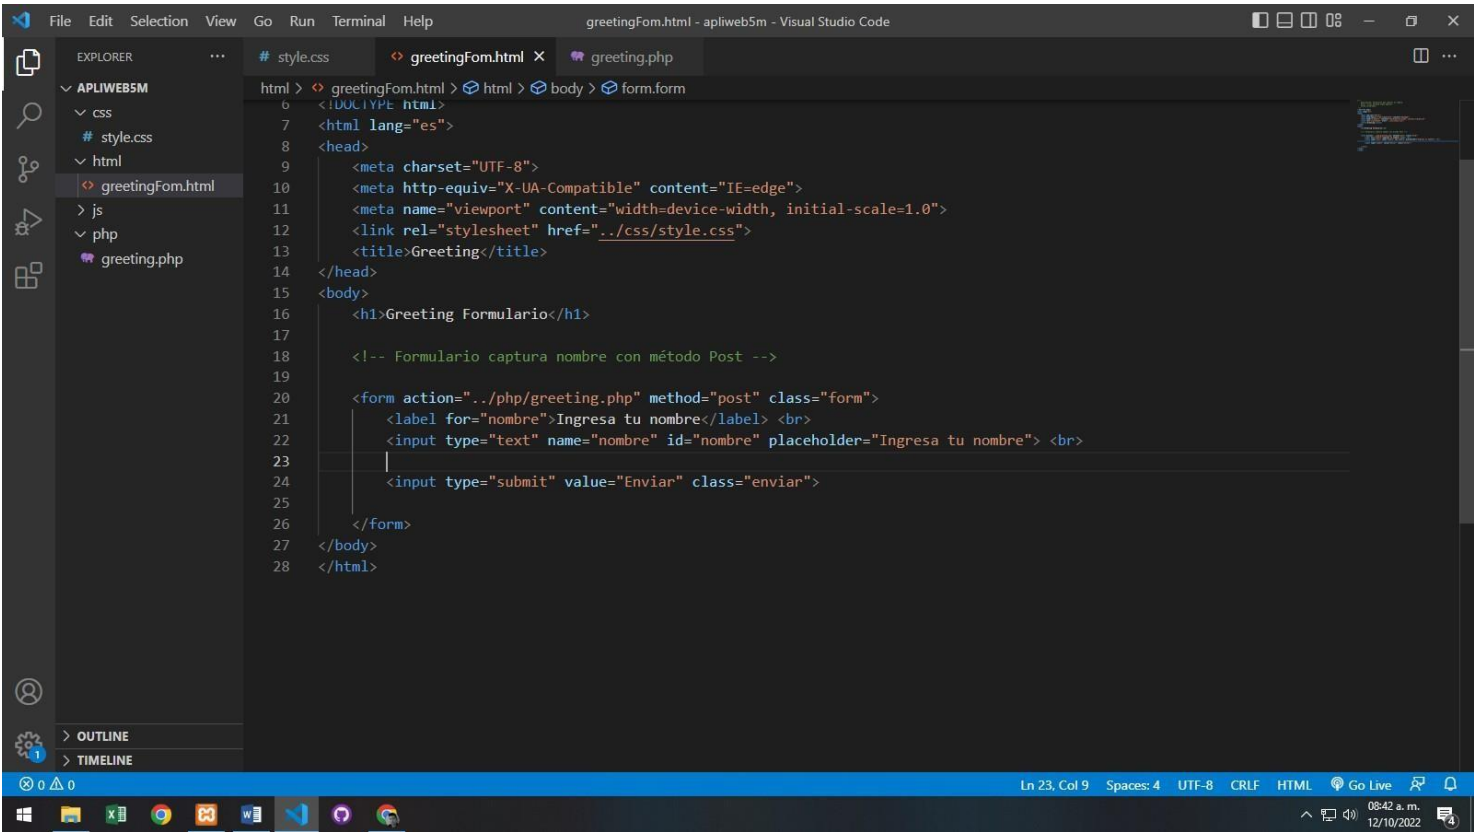 File Edit Selection View Go Run Terminal Help greetingFom.html - apliweb5m - Visual Studio Code
EXPLORER ···
# style.css
<> greetingFom.html ×
greeting.php
APLIWEB5M
css
# style.css
html
<> greetingFom.html
js
php
greeting.php
OUTLINE
TIMELINE
html > <> greetingFom.html > html > body > form.form
6 <!DOCTYPE html>
7 <html lang="es">
8 <head>
9     <meta charset="UTF-8">
10     <meta http-equiv="X-UA-Compatible" content="IE=edge">
11     <meta name="viewport" content="width=device-width, initial-scale=1.0">
12     <link rel="stylesheet" href="../css/style.css">
13     <title>Greeting</title>
14 </head>
15 <body>
16     <h1>Greeting Formulario</h1>
17
18     <!-- Formulario captura nombre con método Post -->
19
20     <form action="../php/greeting.php" method="post" class="form">
21         <label for="nombre">Ingresa tu nombre</label> <br>
22         <input type="text" name="nombre" id="nombre" placeholder="Ingresa tu nombre"> <br>
23
24         <input type="submit" value="Enviar" class="enviar">
25
26     </form>
27 </body>
28 </html>
1
0 0 Ln 23, Col 9 Spaces: 4 UTF-8 CRLF HTML Go Live
08:42 a. m.
12/10/2022
4